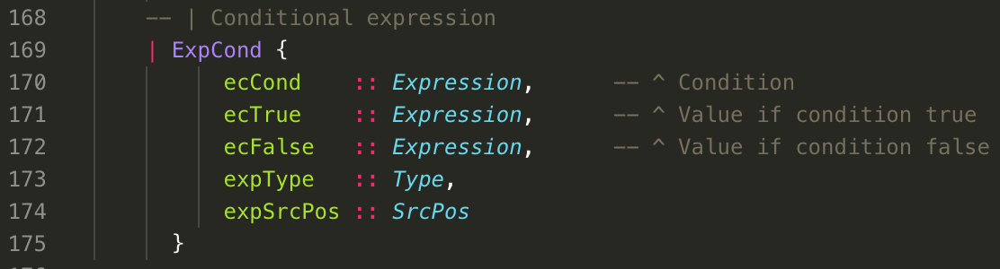 168 -- | Conditional expression
169 | ExpCond {
170 ecCond :: Expression, -- ^ Condition
171 ecTrue :: Expression, -- ^ Value if condition true
172 ecFalse :: Expression, -- ^ Value if condition false
173 expType :: Type,
174 expSrcPos :: SrcPos
175 }